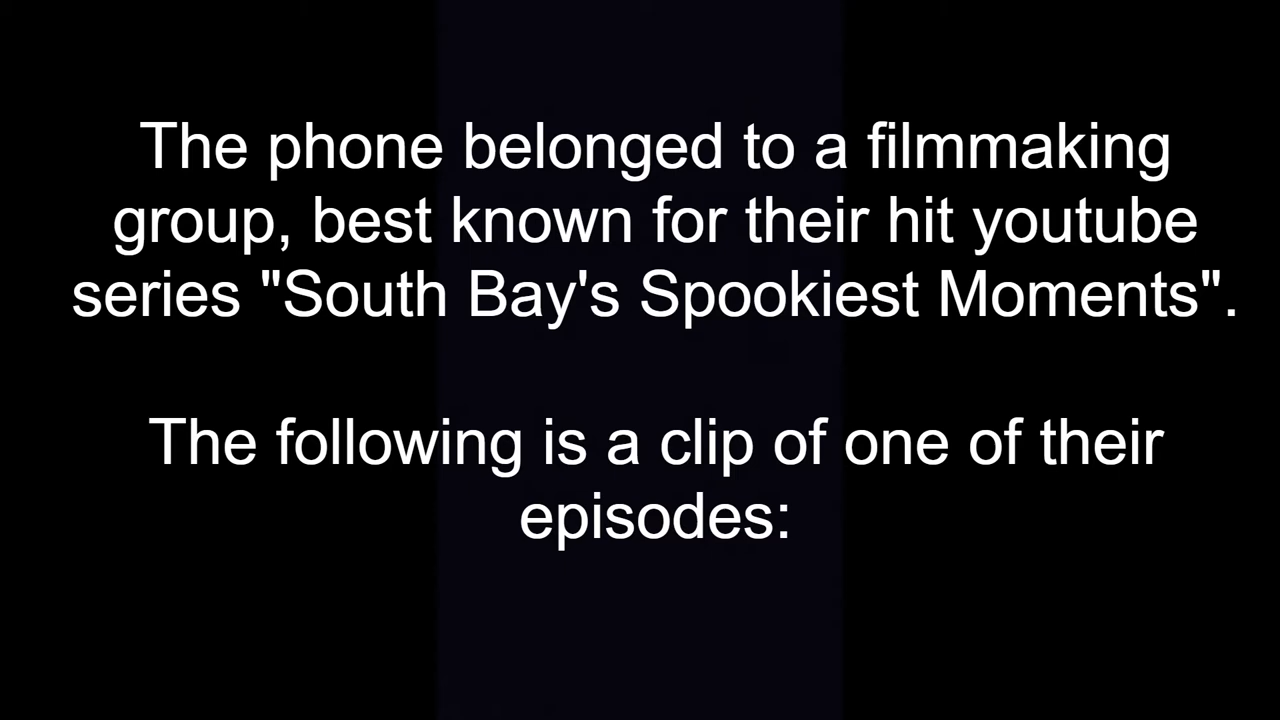 The phone belonged to a filmmaking
group, best known for their hit youtube
series "South Bay's Spookiest Moments".
The following is a clip of one of their
episodes: